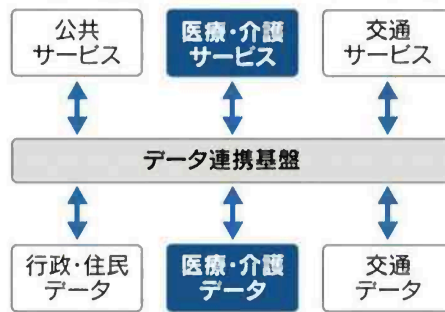 公共
サービス
医療・介護
サービス
交通
サービス
データ連携基盤
行政・住民
データ
医療・介護
データ
交通
データ